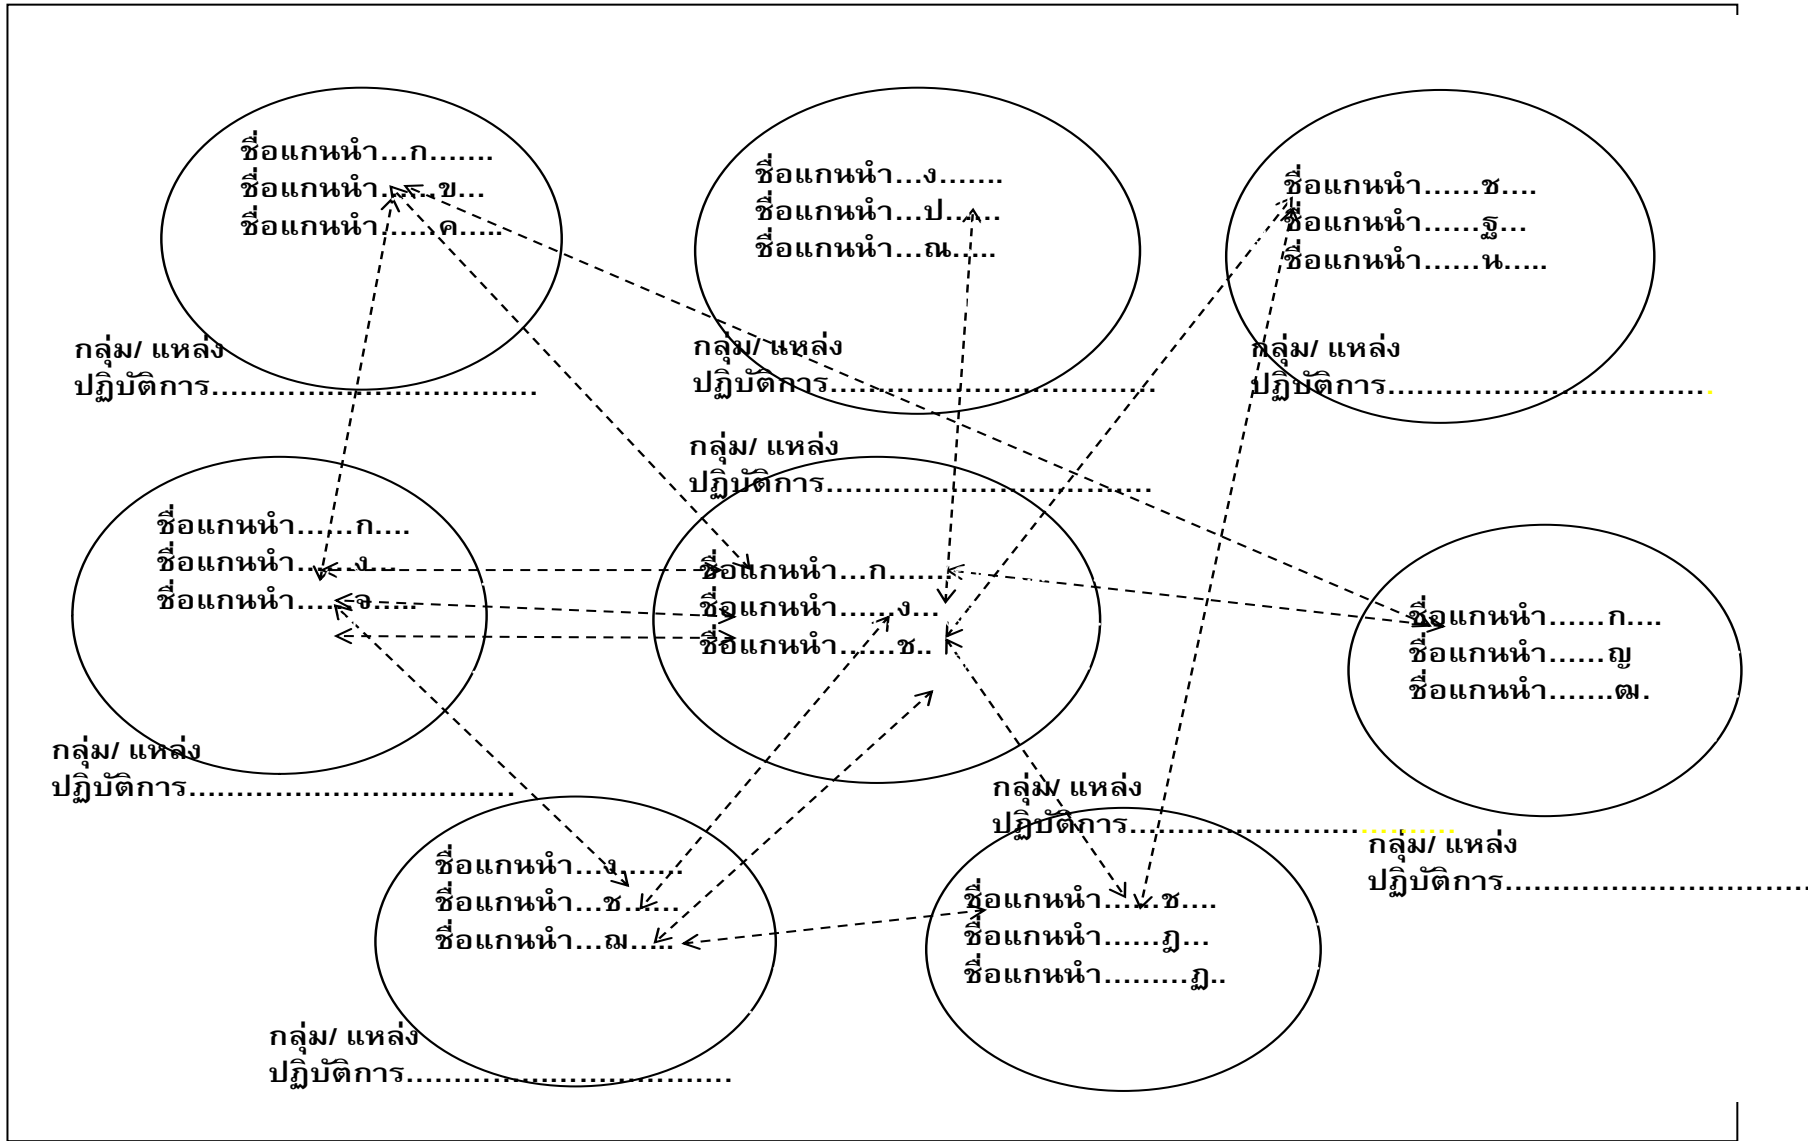 ชื่อแกนนำ...ก.......
ชื่อแกนนำ......ข...
ชื่อแกนนำ......ค.....
กลุ่ม/ แหล่ง
ปฏิบัติการ..................................
ชื่อแกนนำ...ง.......
ชื่อแกนนำ...ป......
ชื่อแกนนำ...ณ.....
กลุ่ม/ แหล่ง
ปฏิบัติการ..................................
ชื่อแกนนำ......ช....
ชื่อแกนนำ......ฐ...
ชื่อแกนนำ......น.....
กลุ่ม/ แหล่ง
ปฏิบัติการ..................................
ชื่อแกนนำ......ก....
ชื่อแกนนำ......ง...
ชื่อแกนนำ......จ.....
กลุ่ม/ แหล่ง
ปฏิบัติการ..................................
กลุ่ม/ แหล่ง
ปฏิบัติการ..................................
ชื่อแกนนำ...ก.......
ชื่อแกนนำ.......ง...
ชื่อแกนนำ......ช..
ชื่อแกนนำ......ก....
ชื่อแกนนำ......ญ
ชื่อแกนนำ.......ฒ.
กลุ่ม/ แหล่ง
ปฏิบัติการ..................................
ชื่อแกนนำ...ง........
ชื่อแกนนำ...ช......
ชื่อแกนนำ...ฌ.....
กลุ่ม/ แหล่ง
ปฏิบัติการ..................................
กลุ่ม/ แหล่ง
ปฏิบัติการ..................................
ชื่อแกนนำ......ช....
ชื่อแกนนำ......ฎ...
ชื่อแกนนำ.........ฏ..